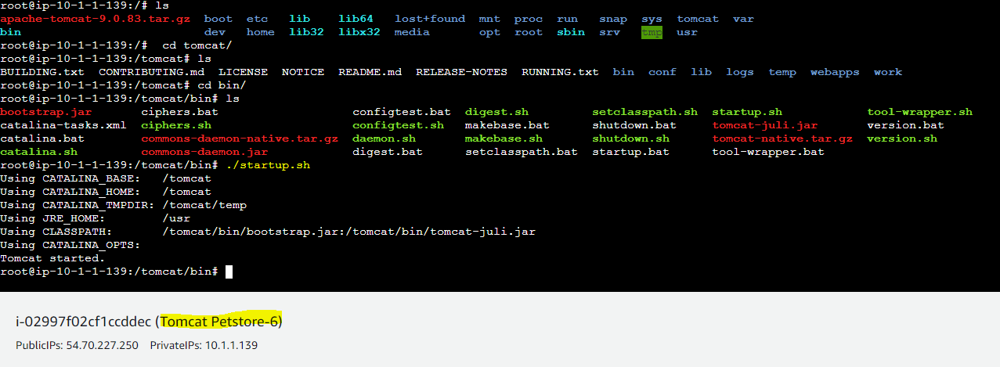 root@ip-10-1-1-139:/# ls
apache-tomcat-9.0.83.tar.gz boot etc lib lib64 lost+found mnt proc run snap sys tomcat var
bin dev home lib32 libx32 media opt root sbin srv tmp usr
root@ip-10-1-1-139:/# cd tomcat/
root@ip-10-1-1-139:/tomcat# ls
BUILDING.txt CONTRIBUTING.md LICENSE NOTICE README.md RELEASE-NOTES RUNNING.txt bin conf lib logs temp webapps work
root@ip-10-1-1-139:/tomcat# cd bin/
root@ip-10-1-1-139:/tomcat/bin# ls
bootstrap.jar ciphers.bat configtest.bat digest.sh setclasspath.sh startup.sh tool-wrapper.sh
catalina-tasks.xml ciphers.sh configtest.sh makebase.bat shutdown.bat tomcat-juli.jar version.bat
catalina.bat commons-daemon-native.tar.gz daemon.sh makebase.sh shutdown.sh tomcat-native.tar.gz version.sh
catalina.sh commons-daemon.jar digest.bat setclasspath.bat startup.bat tool-wrapper.bat
root@ip-10-1-1-139:/tomcat/bin# ./startup.sh
Using CATALINA_BASE: /tomcat
Using CATALINA_HOME: /tomcat
Using CATALINA_TMPDIR: /tomcat/temp
Using JRE_HOME: /usr
Using CLASSPATH: /tomcat/bin/bootstrap.jar:/tomcat/bin/tomcat-juli.jar
Using CATALINA_OPTS:
Tomcat started.
root@ip-10-1-1-139:/tomcat/bin#
i-02997f02cf1ccddec (Tomcat Petstore-6)
PublicIPs: 54.70.227.250 PrivateIPs: 10.1.1.139